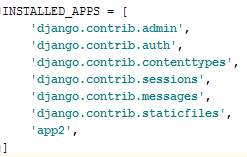 INSTALLED_APPS = [
'django.contrib.admin',
'django.contrib.auth',
'django.contrib.contenttypes',
'django.contrib.sessions',
'django.contrib.messages',
'django.contrib.staticfiles',
'app2',
]